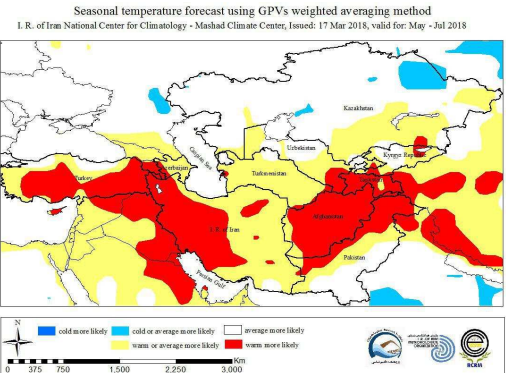 Seasonal temperature forecast using GPVs weighted averaging method
I. R. of Iran National Center for Climatology - Mashad Climate Center, Issued: 17 Mar 2018, valid for: May - Jul 2018
Kazakhstan
Uzbekistan
Kyrgyz Republic
Caspian Sea
Turkmenistan
Turkey
Afghanistan
I. R. of Iran
Pakistan
Persian Gulf
N
cold more likely
cold or average more likely
average more likely
warm or average more likely
warm more likely
0 375 750 1,500 2,250 3,000 Km
RCRM